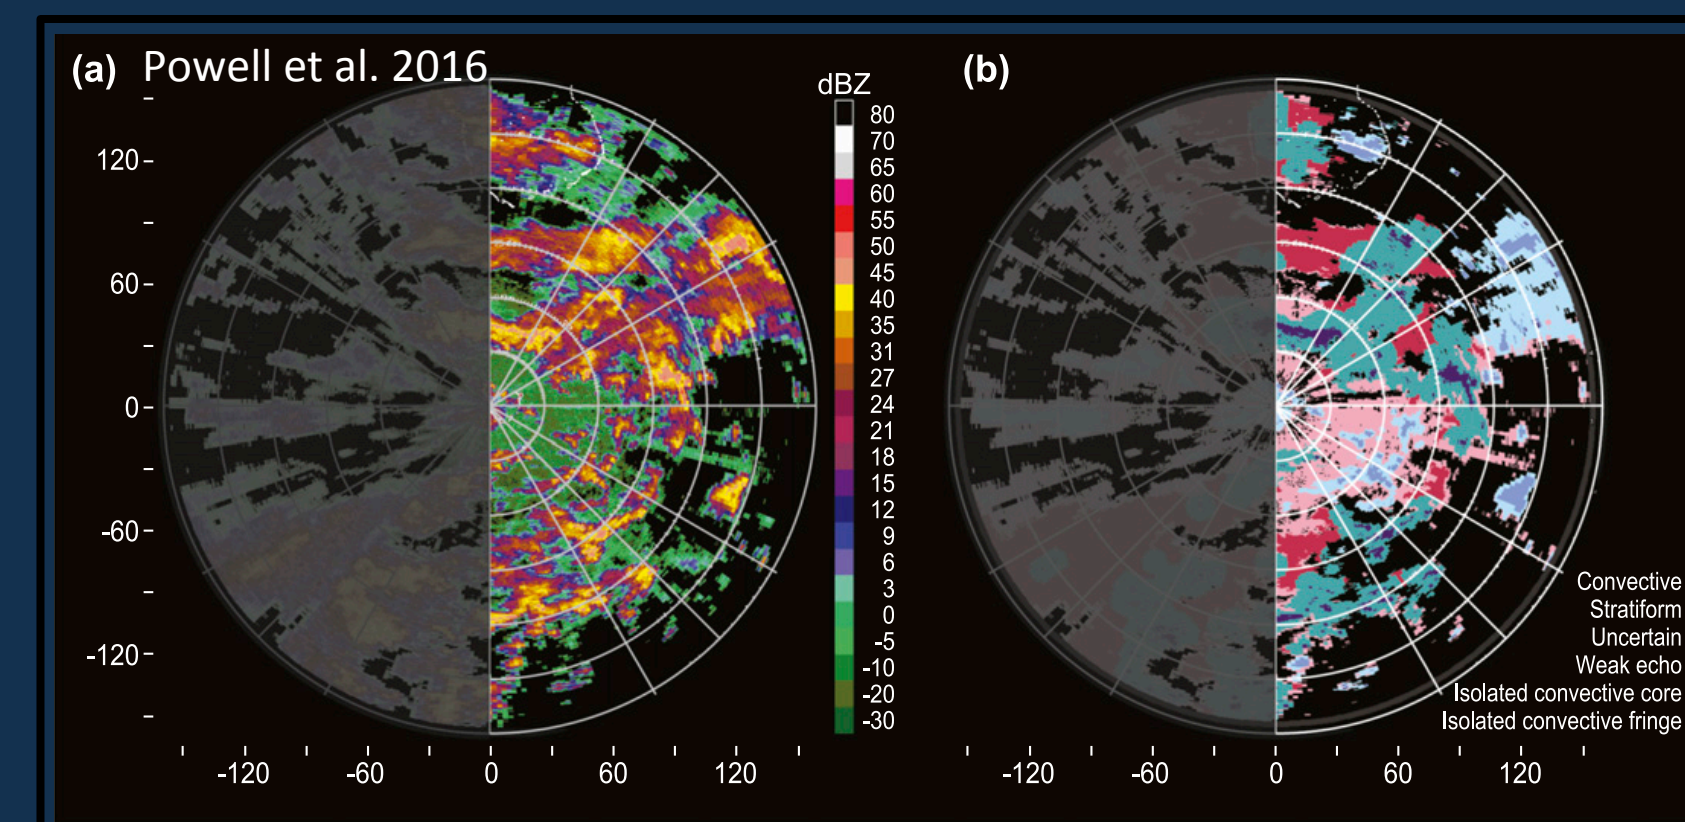 (a) Powell et al. 2016
(b)
dBZ
80
70
65
60
55
50
45
40
35
31
27
24
21
18
15
12
9
6
3
0
-5
-10
-20
-30
120
60
0
-60
-120
-120 -60 0 60 120
Convective
Stratiform
Uncertain
Weak echo
Isolated convective core
Isolated convective fringe
-120 -60 0 60 120